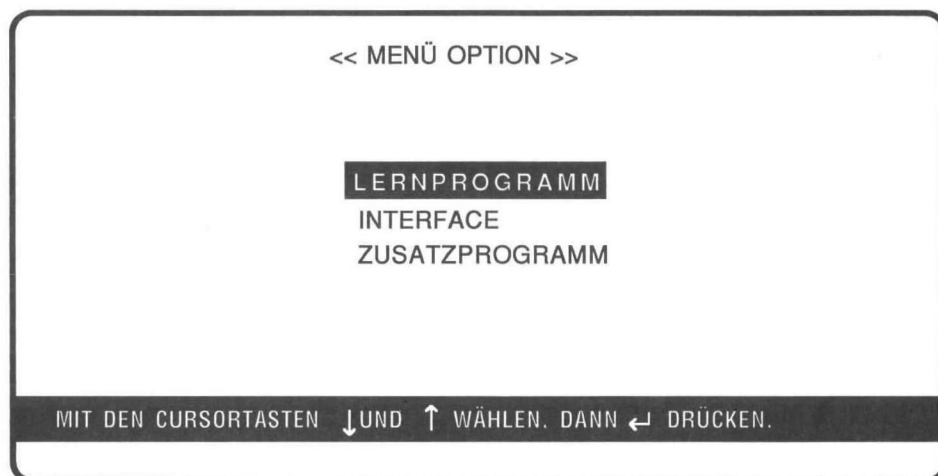 << MENÜ OPTION >>
LERNPROGRAMM
INTERFACE
ZUSATZPROGRAMM
MIT DEN CURSORTASTEN ↓UND ↑ WÄHLEN. DANN ↵ DRÜCKEN.